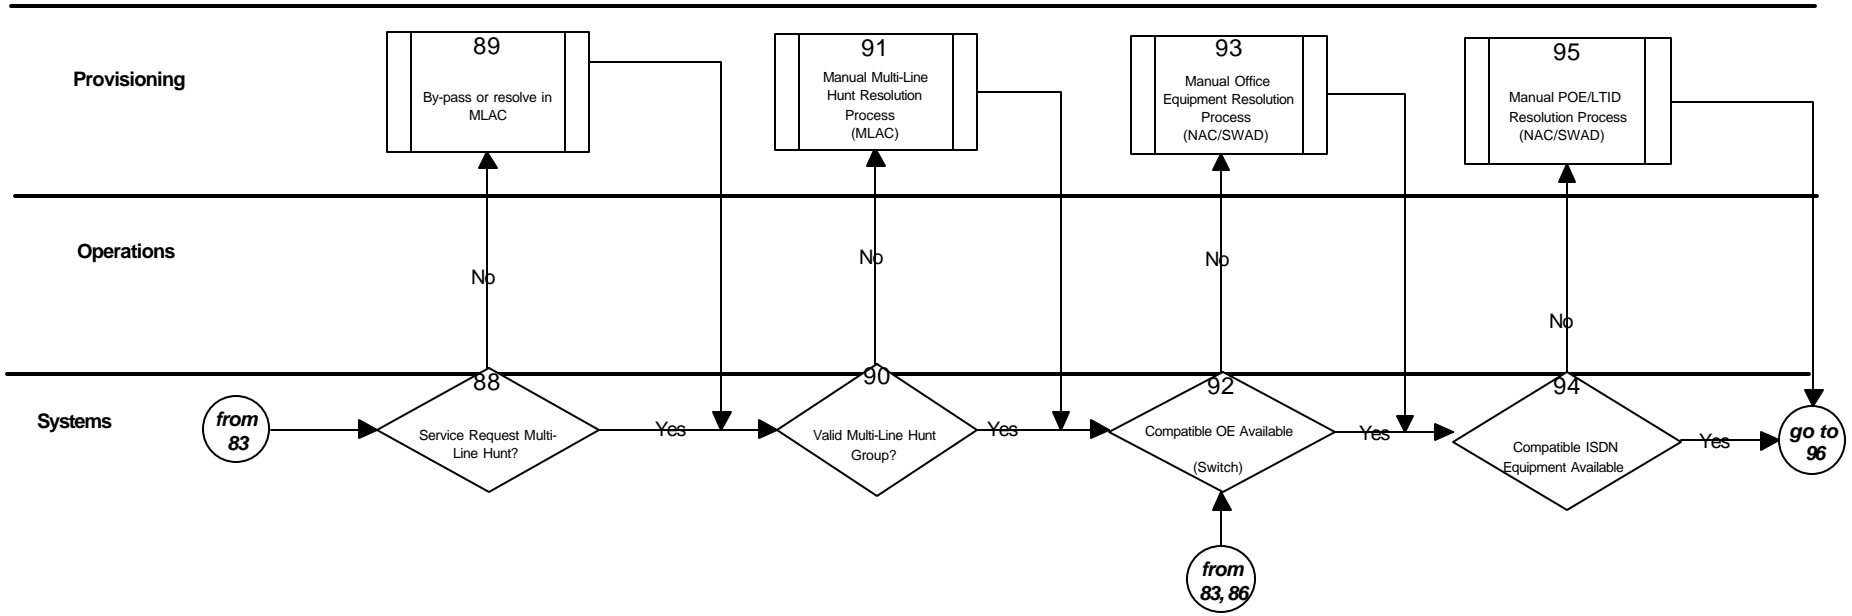 Provisioning
89
By-pass or resolve in
MLAC
91
Manual Multi-Line
Hunt Resolution
Process
(MLAC)
93
Manual Office
Equipment Resolution
Process
(NAC/SWAD)
95
Manual POE/LTID
Resolution Process
(NAC/SWAD)
Operations
No
No
No
No
Systems
from
83
88
Service Request Multi-
Line Hunt?
Yes
90
Valid Multi-Line Hunt
Group?
Yes
92
Compatible OE Available
(Switch)
Yes
94
Compatible ISDN
Equipment Available
Yes
go to
96
from
83, 86